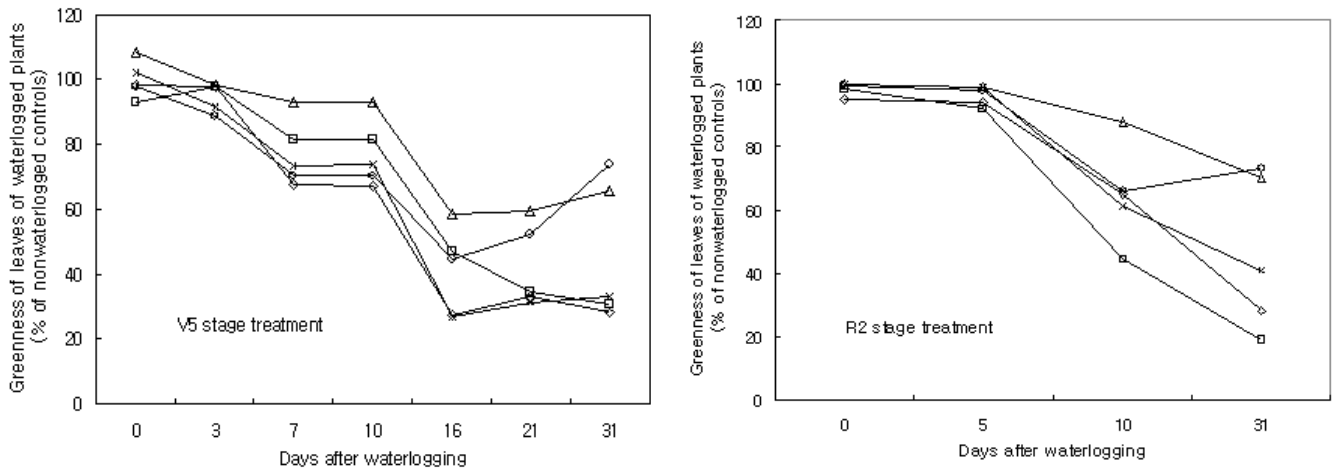 Greenness of leaves of waterlogged plants
(% of nonwaterlogged controls)
120
100
80
60
40
20
0
V5 stage treatment
0 3 7 10 16 21 31
Days after waterlogging
Greenness of leaves of waterlogged plants
(% of nonwaterlogged controls)
120
100
80
60
40
20
0
R2 stage treatment
0 5 10 31
Days after waterlogging